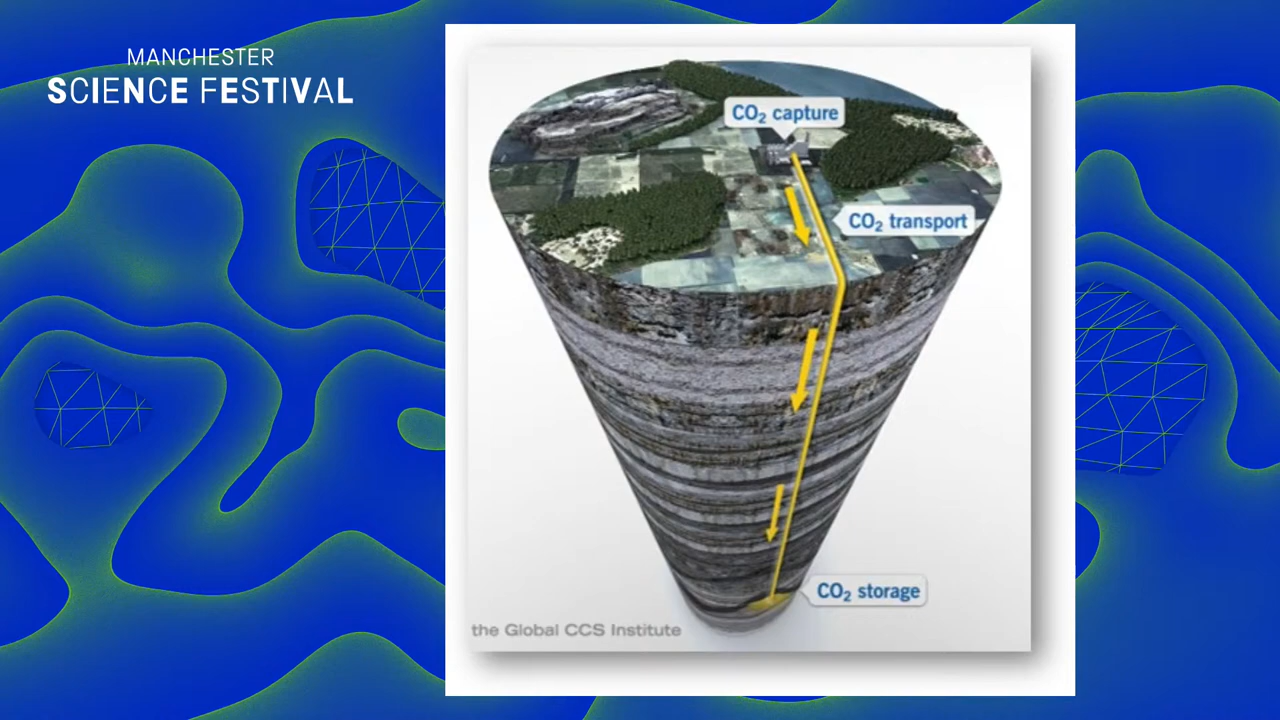 MANCHESTER
SCIENCE FESTIVAL
CO₂ capture
CO₂ transport
CO₂ storage
the Global CCS Institute